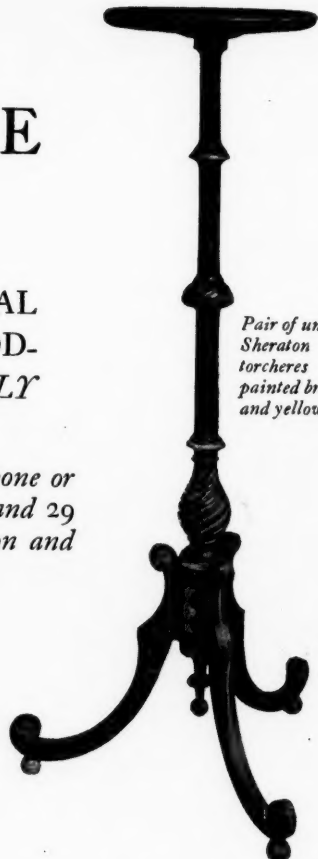 E
AL
OD-
LY
one or
and 29
on and
Pair of un
Sheraton
torcheres
painted br
and yellow